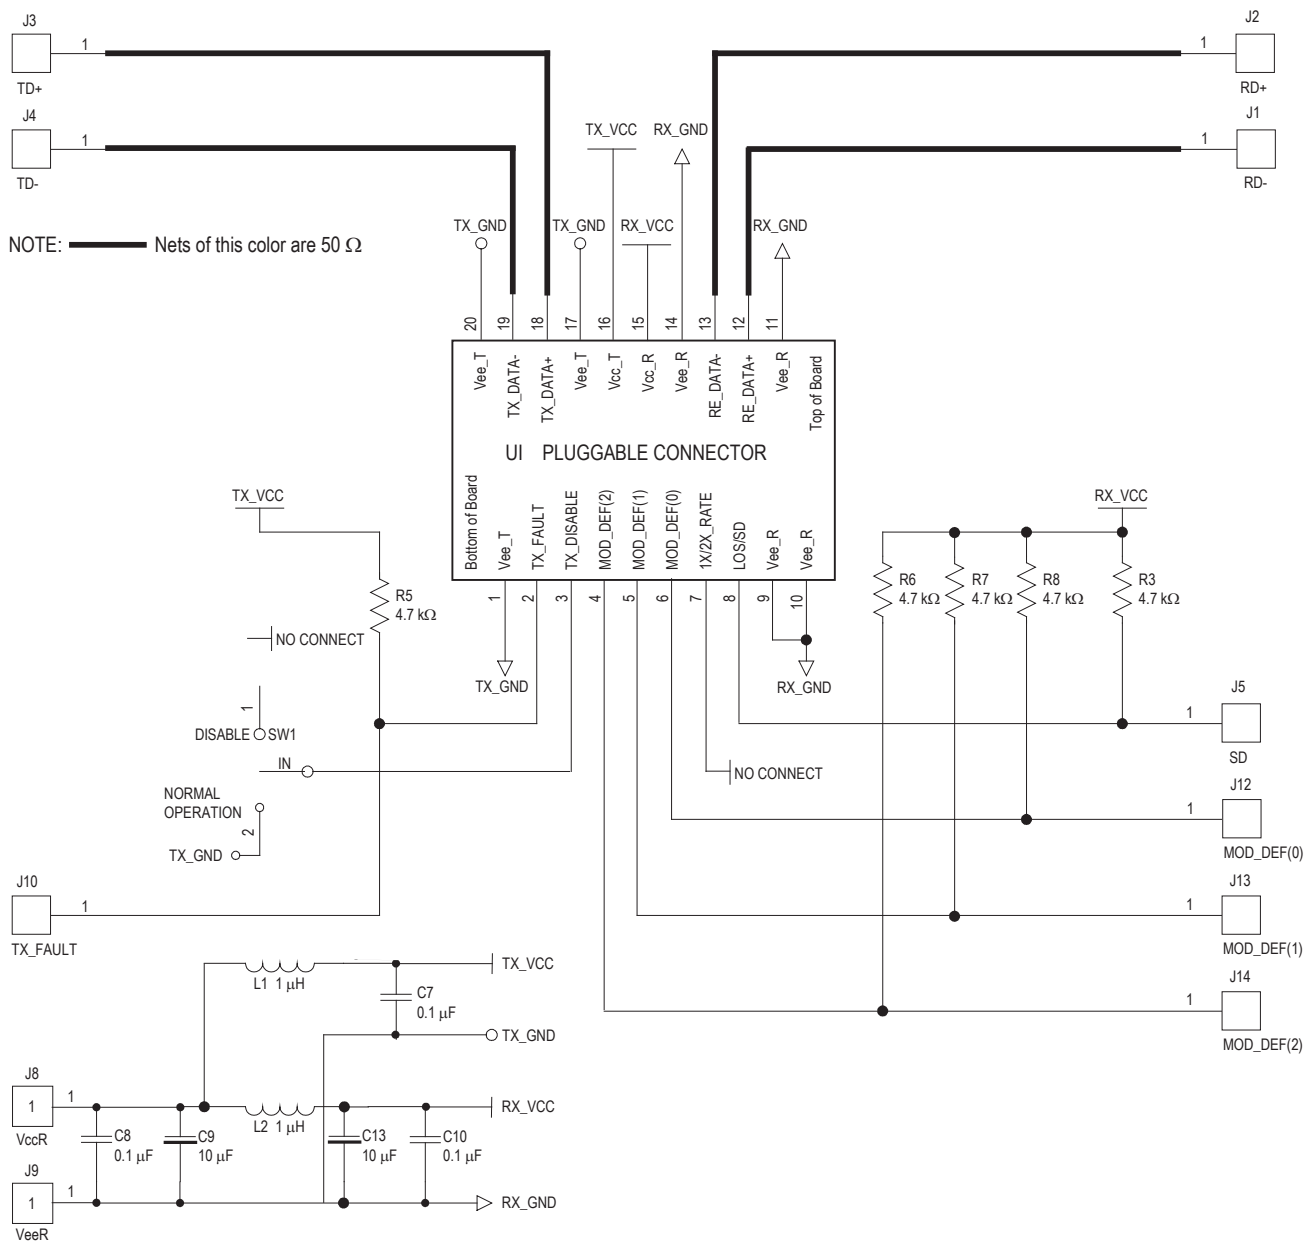 J3
1
TD+
J4
1
TD-
NOTE: Nets of this color are 50 Ω
J2
1
RD+
J1
1
RD-
TX_VCC
RX_GND
TX_GND
TX_GND
RX_VCC
RX_GND
20
19
18
17
16
15
14
13
12
11
Vee_T
TX_DATA-
TX_DATA+
Vee_T
Vcc_T
Vcc_R
Vee_R
RE_DATA-
RE_DATA+
Vee_R
Top of Board
UI PLUGGABLE CONNECTOR
Bottom of Board
Vee_T
TX_FAULT
TX_DISABLE
MOD_DEF(2)
MOD_DEF(1)
MOD_DEF(0)
1X/2X_RATE
LOS/SD
Vee_R
Vee_R
1
2
3
4
5
6
7
8
9
10
TX_GND
RX_GND
NO CONNECT
TX_VCC
R5
4.7 kΩ
NO CONNECT
1
DISABLE SW1
IN
NORMAL
OPERATION
2
TX_GND
J10
1
TX_FAULT
RX_VCC
R6
4.7 kΩ
R7
4.7 kΩ
R8
4.7 kΩ
R3
4.7 kΩ
J5
1
SD
J12
1
MOD_DEF(0)
J13
1
MOD_DEF(1)
J14
1
MOD_DEF(2)
L1 1 µH
TX_VCC
C7
0.1 µF
TX_GND
J8
1
1
VccR
L2 1 µH
RX_VCC
C8
0.1 µF
C9
10 µF
C13
10 µF
C10
0.1 µF
J9
1
1
VeeR
RX_GND